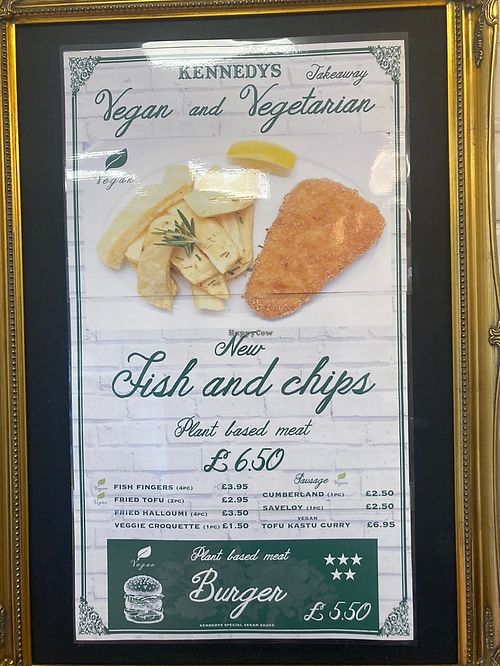 KENNEDYS Takeaway
Vegan and Vegetarian
Vegan
HappyCow
New
Fish and chips
Plant based meat
£6.50
FISH FINGERS (4PC) £3.95
FRIED TOFU (2PC) £2.95
FRIED HALLOUMI (4PC) £3.50
VEGGIE CROQUETTE (1PC) £1.50
Sausage Vegan
CUMBERLAND (1PC) £2.50
SAVELOY (1PC) £2.50
VEGAN
TOFU KASTU CURRY £6.95
Vegan
Plant based meat
Burger
£5.50
KENNEDYS SPECIAL VEGAN SAUCE